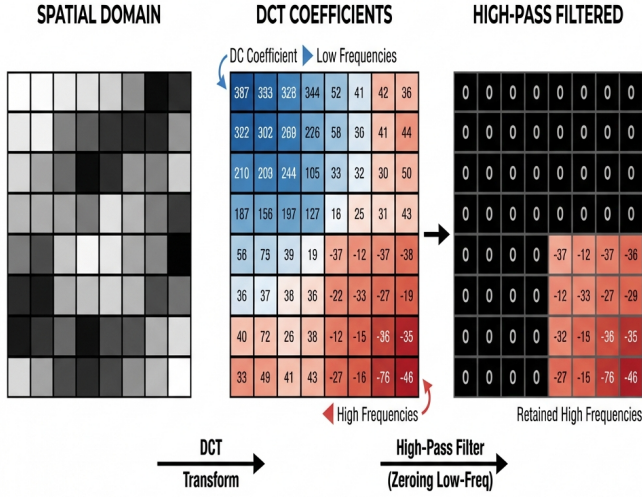 SPATIAL DOMAIN
DCT COEFFICIENTS
HIGH-PASS FILTERED
DC Coefficient Low Frequencies
387 333 328 344 52 41 42 36
322 302 269 226 58 36 41 44
210 209 244 105 33 32 30 50
187 156 197 127 16 25 31 43
58 75 39 19 -37 -12 -37 -38
36 37 38 36 -22 -33 -27 -19
40 72 26 38 -12 -15 -36 -35
33 49 41 43 -27 -16 -76 -46
High Frequencies
0 0 0 0 0 0 0 0
0 0 0 0 0 0 0 0
0 0 0 0 0 0 0 0
0 0 0 0 0 0 0 0
0 0 0 0 -37 -12 -37 -36
0 0 0 0 -12 -33 -27 -29
0 0 0 0 -32 -15 -36 -35
0 0 0 0 -27 -15 -76 -46
Retained High Frequencies
DCT
Transform
High-Pass Filter
(Zeroing Low-Freq)